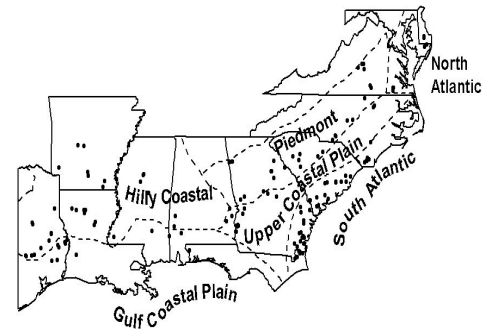 North
Atlantic
Piedmont
Hilly Coastal
Upper Coastal Plain
South Atlantic
Gulf Coastal Plain